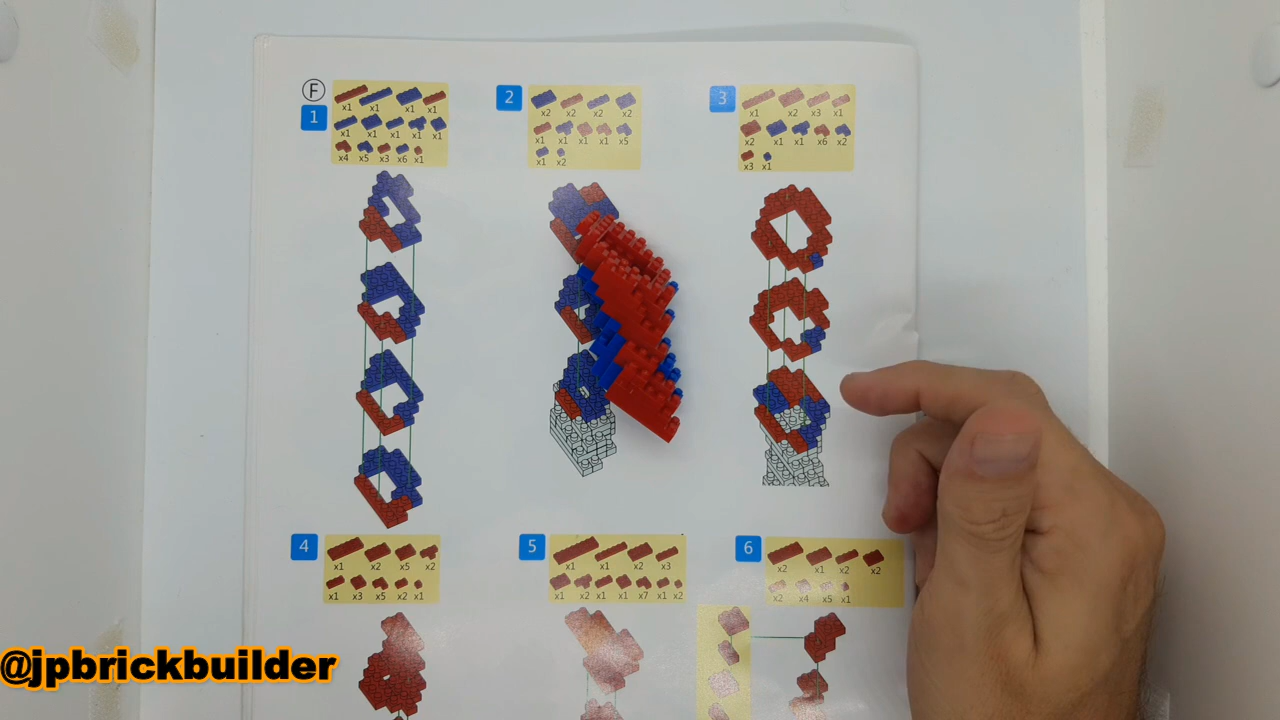 F
1
x1 x1 x1 x1
x1 x1 x1 x1 x1
x4 x5 x3 x6 x1
2
x2 x1 x2 x2
x1 x1 x1 x1 x5
x1 x2
3
x1 x2 x3 x1
x2 x1 x1 x6 x2
x3 x1
4
x1 x2 x5 x2
x1 x3 x5 x2 x1
5
x1 x1 x2 x3
x1 x2 x1 x1 x7 x1 x2
6
x2 x1 x2 x2
x2 x4 x5 x1
@jpbrickbuilder